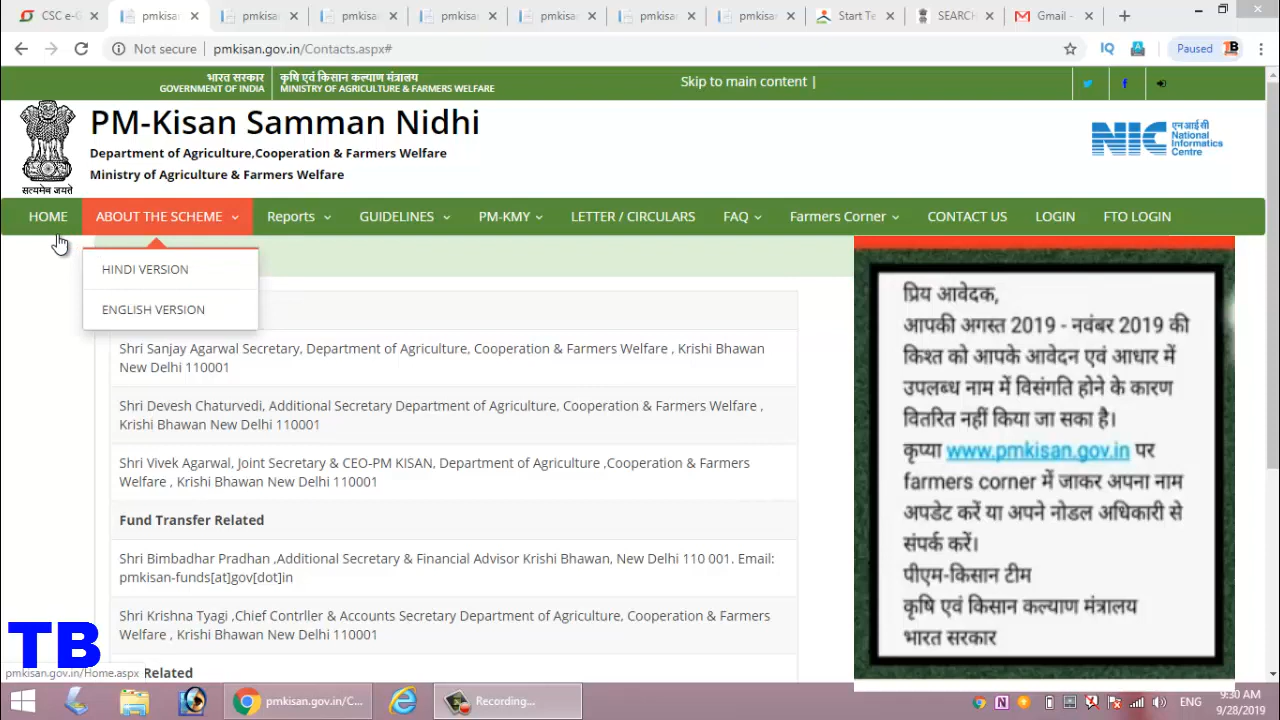 CSC e-G
pmkisan
pmkisan
pmkisan
pmkisan
pmkisan
pmkisan
pmkisan
Start Te
SEARCH
Gmail -
Not secure
pmkisan.gov.in/Contacts.aspx#
IQ
Paused
भारत सरकार
GOVERNMENT OF INDIA
कृषि एवं किसान कल्याण मंत्रालय
MINISTRY OF AGRICULTURE & FARMERS WELFARE
Skip to main content |
सत्यमेव जयते
PM-Kisan Samman Nidhi
Department of Agriculture,Cooperation & Farmers Welfare
Ministry of Agriculture & Farmers Welfare
NIC
एन आई सी
National
Informatics
Centre
HOME
ABOUT THE SCHEME
Reports
GUIDELINES
PM-KMY
LETTER / CIRCULARS
FAQ
Farmers Corner
CONTACT US
LOGIN
FTO LOGIN
HINDI VERSION
ENGLISH VERSION
Shri Sanjay Agarwal Secretary, Department of Agriculture, Cooperation & Farmers Welfare , Krishi Bhawan
New Delhi 110001
Shri Devesh Chaturvedi, Additional Secretary Department of Agriculture, Cooperation & Farmers Welfare ,
Krishi Bhawan New Delhi 110001
Shri Vivek Agarwal, Joint Secretary & CEO-PM KISAN, Department of Agriculture ,Cooperation & Farmers
Welfare , Krishi Bhawan New Delhi 110001
Fund Transfer Related
Shri Bimbadhar Pradhan ,Additional Secretary & Financial Advisor Krishi Bhawan, New Delhi 110 001. Email:
pmkisan-funds[at]gov[dot]in
Shri Krishna Tyagi ,Chief Contrller & Accounts Secretary Department of Agriculture, Cooperation & Farmers
Welfare , Krishi Bhawan New Delhi 110001
Related
प्रिय आवेदक,
आपकी अगस्त 2019 - नवंबर 2019 की
किश्त को आपके आवेदन एवं आधार में
उपलब्ध नाम में विसंगति होने के कारण
वितरित नहीं किया जा सका है।
कृप्या www.pmkisan.gov.in पर
farmers corner में जाकर अपना नाम
अपडेट करें या अपने नोडल अधिकारी से
संपर्क करें।
पीएम-किसान टीम
कृषि एवं किसान कल्याण मंत्रालय
भारत सरकार
TB
pmkisan.gov.in/Home.aspx
pmkisan.gov.in/C...
Recording...
ENG
9:30 AM
9/28/2019